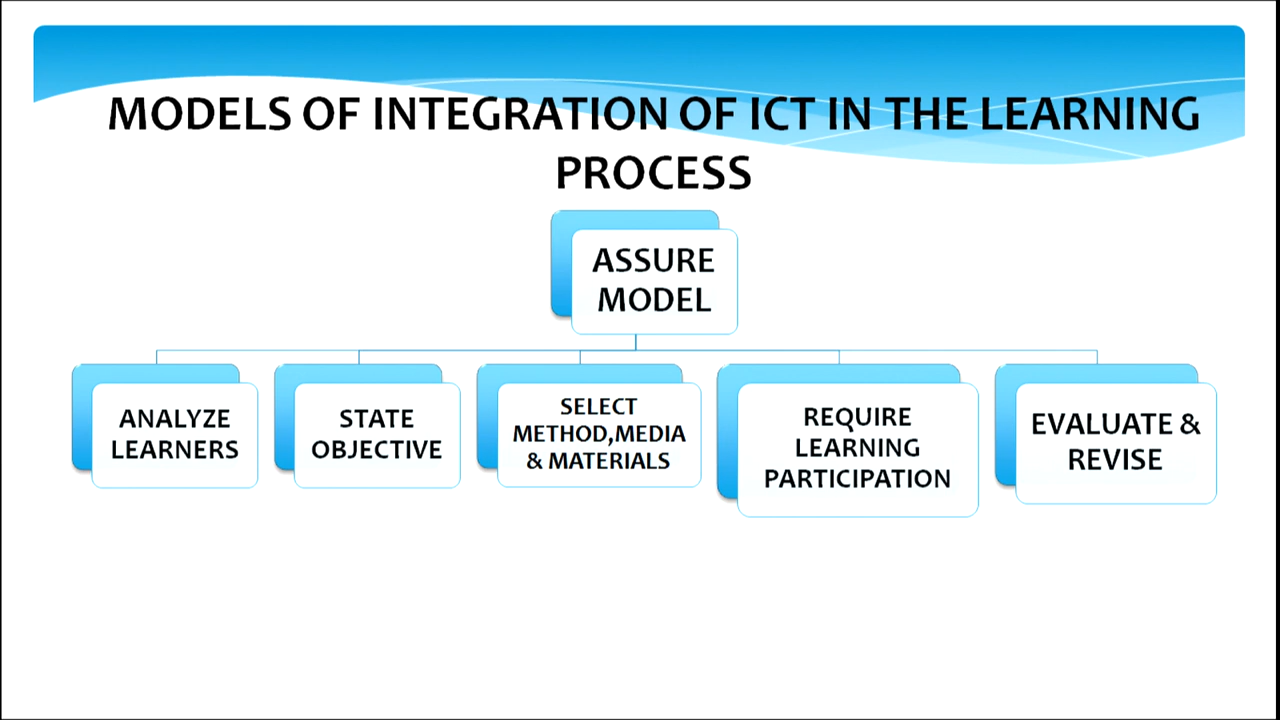 MODELS OF INTEGRATION OF ICT IN THE LEARNING
PROCESS
ASSURE
MODEL
ANALYZE
LEARNERS
STATE
OBJECTIVE
SELECT
METHOD,MEDIA
& MATERIALS
REQUIRE
LEARNING
PARTICIPATION
EVALUATE &
REVISE